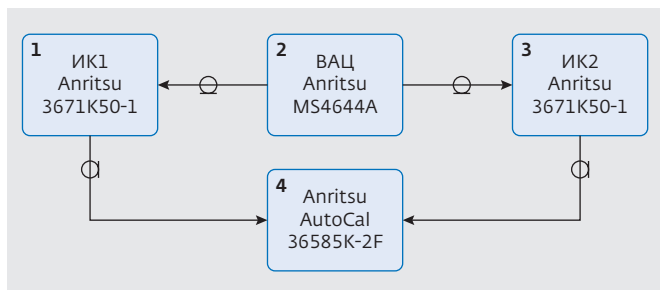 1
ИК1
Anritsu
3671K50-1
2
ВАЦ
Anritsu
MS4644A
3
ИК2
Anritsu
3671K50-1
4
Anritsu
AutoCal
36585K-2F